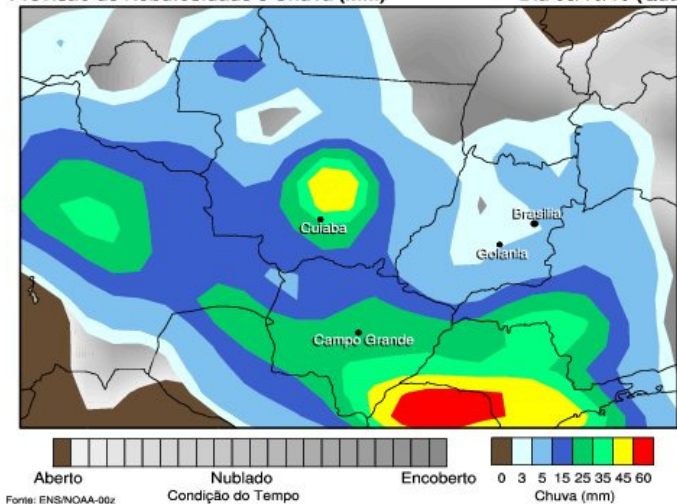 Brasilia
Cuiaba
Goiania
Campo Grande
Aberto Nublado Encoberto
Condição do Tempo
0 3 5 15 25 35 45 60
Chuva (mm)
Fonte: ENS/NOAA-00z